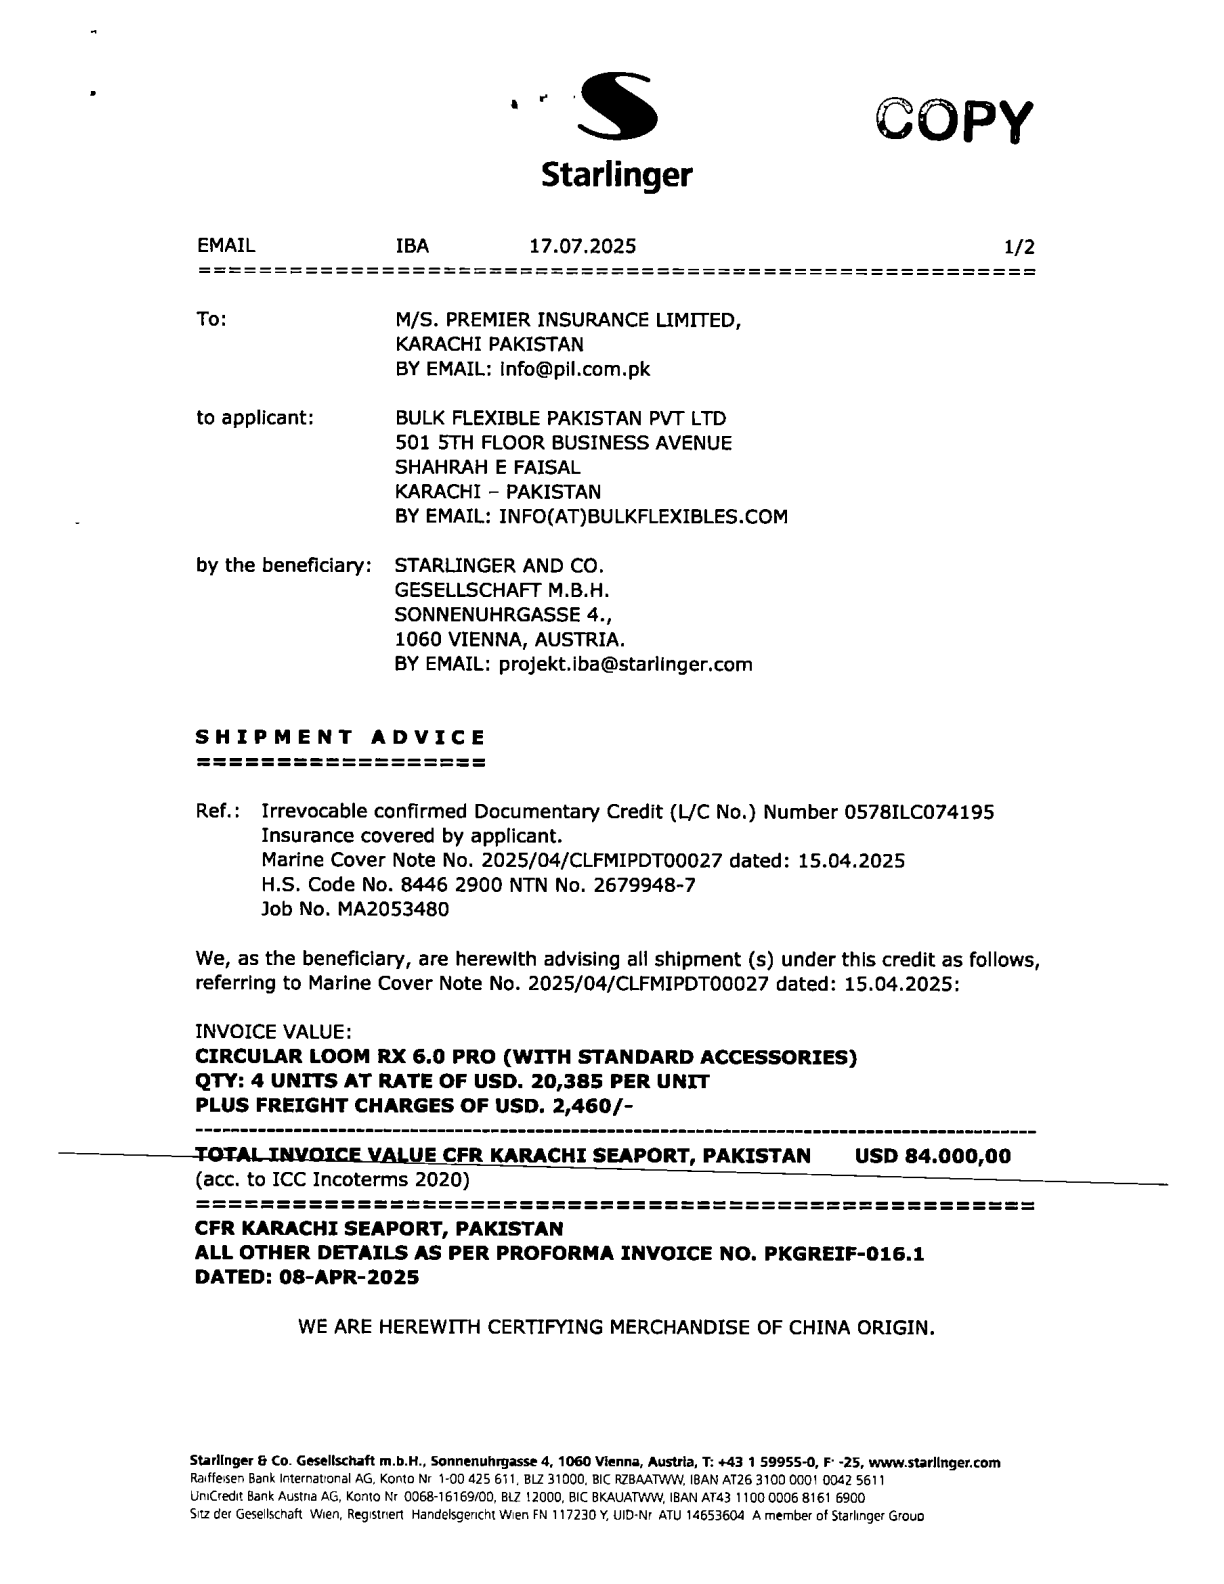 COPY
Starlinger
EMAIL IBA 17.07.2025 1/2
========================================================
To: M/S. PREMIER INSURANCE LIMITED,
KARACHI PAKISTAN
BY EMAIL: info@pil.com.pk
to applicant: BULK FLEXIBLE PAKISTAN PVT LTD
501 5TH FLOOR BUSINESS AVENUE
SHAHRAH E FAISAL
KARACHI – PAKISTAN
BY EMAIL: INFO(AT)BULKFLEXIBLES.COM
by the beneficiary: STARLINGER AND CO.
GESELLSCHAFT M.B.H.
SONNENUHRGASSE 4.,
1060 VIENNA, AUSTRIA.
BY EMAIL: projekt.iba@starlinger.com
SHIPMENT ADVICE
==================
Ref.: Irrevocable confirmed Documentary Credit (L/C No.) Number 0578ILC074195
Insurance covered by applicant.
Marine Cover Note No. 2025/04/CLFMIPDT00027 dated: 15.04.2025
H.S. Code No. 8446 2900 NTN No. 2679948-7
Job No. MA2053480
We, as the beneficiary, are herewith advising all shipment (s) under this credit as follows,
referring to Marine Cover Note No. 2025/04/CLFMIPDT00027 dated: 15.04.2025:
INVOICE VALUE:
CIRCULAR LOOM RX 6.0 PRO (WITH STANDARD ACCESSORIES)
QTY: 4 UNITS AT RATE OF USD. 20,385 PER UNIT
PLUS FREIGHT CHARGES OF USD. 2,460/-
--------------------------------------------------------------------------------
TOTAL INVOICE VALUE CFR KARACHI SEAPORT, PAKISTAN USD 84.000,00
(acc. to ICC Incoterms 2020)
====================================================
CFR KARACHI SEAPORT, PAKISTAN
ALL OTHER DETAILS AS PER PROFORMA INVOICE NO. PKGREIF-016.1
DATED: 08-APR-2025
WE ARE HEREWITH CERTIFYING MERCHANDISE OF CHINA ORIGIN.
Starlinger & Co. Gesellschaft m.b.H., Sonnenuhrgasse 4, 1060 Vienna, Austria, T: +43 1 59955-0, F: -25, www.starlinger.com
Raiffeisen Bank International AG, Konto Nr 1-00 425 611, BLZ 31000, BIC RZBAATWW, IBAN AT26 3100 0001 0042 5611
UniCredit Bank Austria AG, Konto Nr 0068-16169/00, BLZ 12000, BIC BKAUATWW, IBAN AT43 1100 0006 8161 6900
Sitz der Gesellschaft Wien, Registriert Handelsgericht Wien FN 117230 Y, UID-Nr ATU 14653604 A member of Starlinger Group